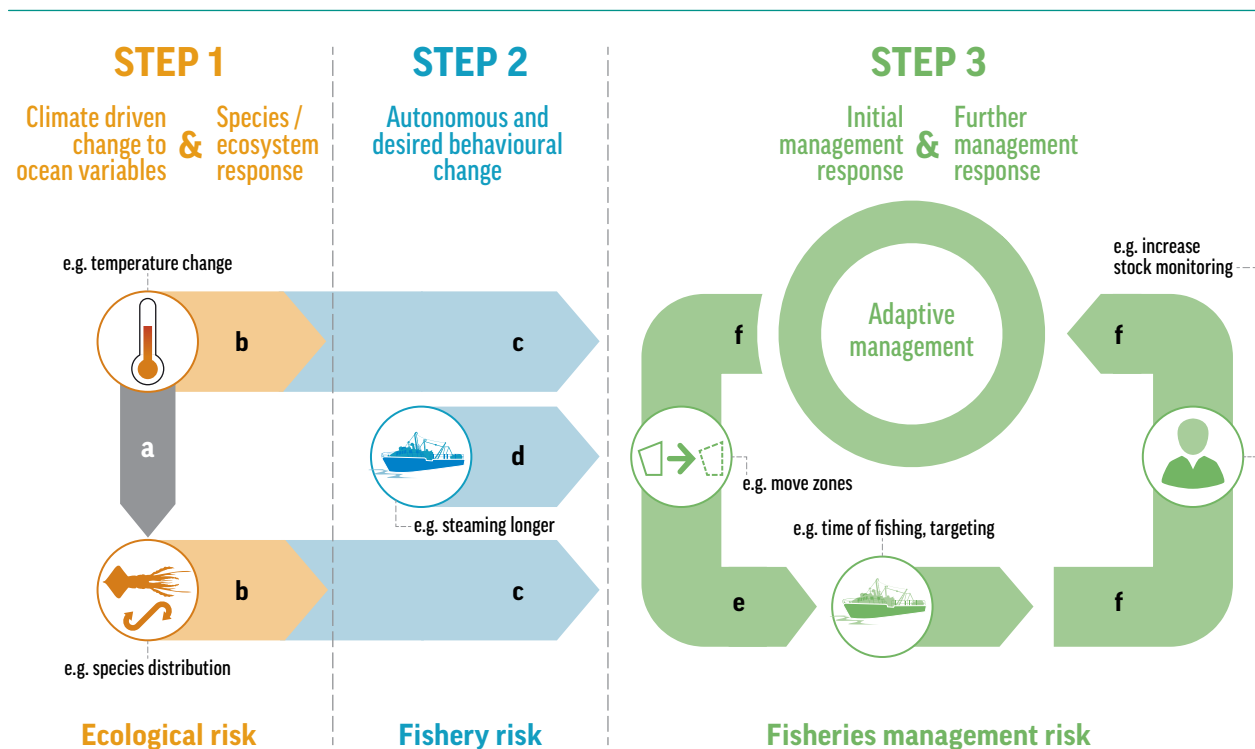 STEP 1
Climate driven
change to
ocean variables
&
Species /
ecosystem
response
STEP 2
Autonomous and
desired behavioural
change
STEP 3
Initial
management
response
&
Further
management
response
e.g. temperature change
b
c
a
d
e.g. steaming longer
b
c
e.g. species distribution
e.g. increase
stock monitoring
f
Adaptive
management
f
e.g. move zones
e.g. time of fishing, targeting
e
f
Ecological risk
Fishery risk
Fisheries management risk